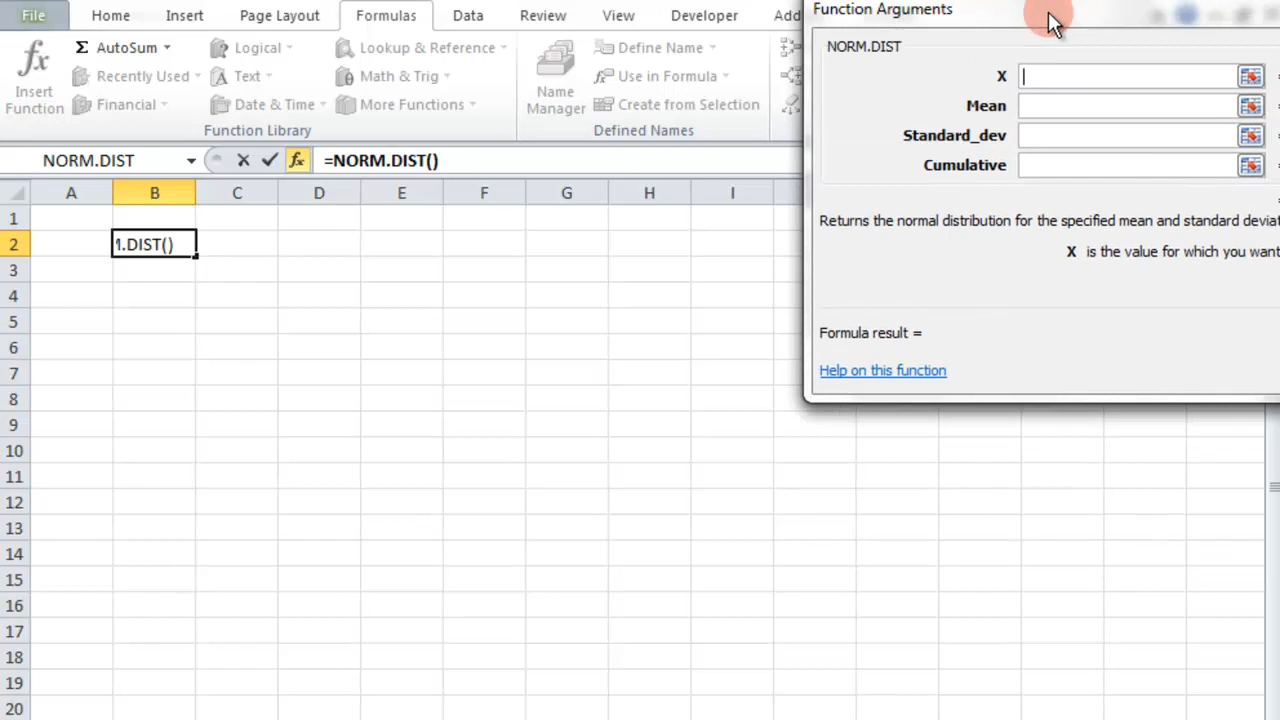 File Home Insert Page Layout Formulas Data Review View Developer Add
Σ AutoSum Logical Lookup & Reference Define Name
Recently Used Text Math & Trig Use in Formula
Financial Date & Time More Functions Create from Selection
fx Insert Function
Name Manager
Function Library Defined Names
NORM.DIST fx =NORM.DIST()
A B C D E F G H I
1
2 M.DIST()
3
4
5
6
7
8
9
10
11
12
13
14
15
16
17
18
19
20
Function Arguments
NORM.DIST
X
Mean
Standard_dev
Cumulative
=
Returns the normal distribution for the specified mean and standard deviat
X is the value for which you want
Formula result =
Help on this function